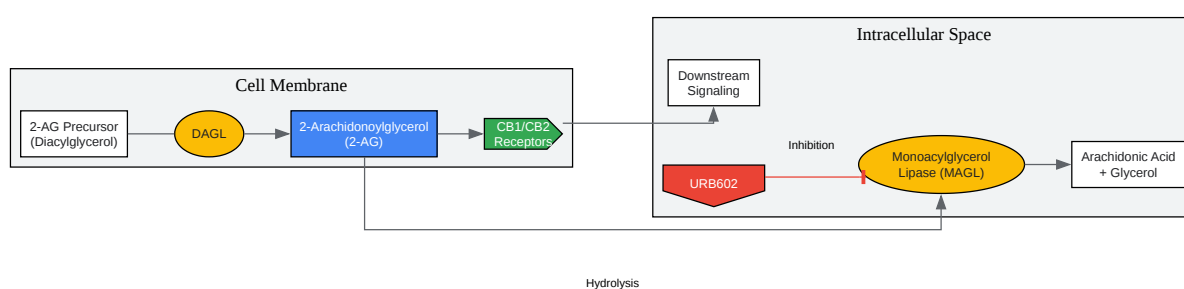 Cell Membrane
2-AG Precursor
(Diacylglycerol)
DAGL
2-Arachidonoylglycerol
(2-AG)
CB1/CB2
Receptors
Intracellular Space
Downstream
Signaling
URB602
Inhibition
Monoacylglycerol
Lipase (MAGL)
Arachidonic Acid
+ Glycerol
Hydrolysis